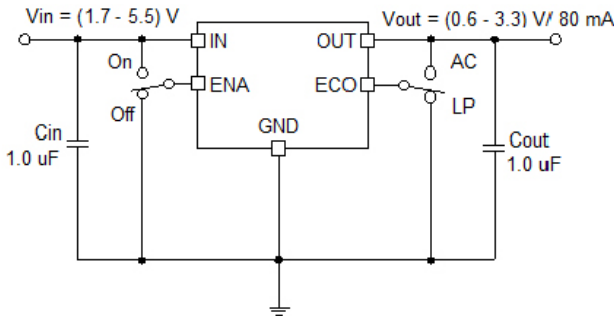 Vin = (1.7 - 5.5) V
Vout = (0.6 - 3.3) V/ 80 mA
IN
OUT
On
AC
ENA
ECO
Off
LP
GND
Cin
1.0 uF
Cout
1.0 uF